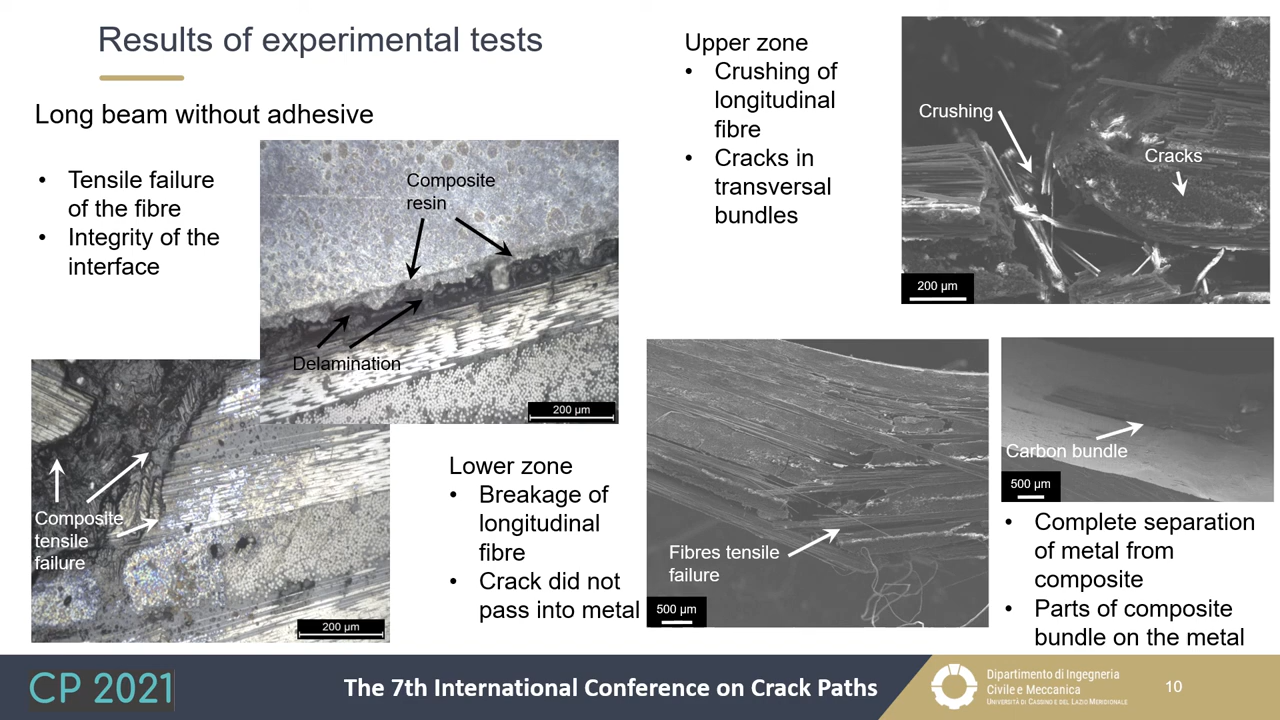 Results of experimental tests
Long beam without adhesive
• Tensile failure
of the fibre
• Integrity of the
interface
Composite
resin
Delamination
200 µm
Composite
tensile
failure
200 µm
Lower zone
• Breakage of
longitudinal
fibre
• Crack did not
pass into metal
Upper zone
• Crushing of
longitudinal
fibre
• Cracks in
transversal
bundles
Crushing
Cracks
200 µm
Fibres tensile
failure
500 µm
Carbon bundle
500 µm
• Complete separation
of metal from
composite
• Parts of composite
bundle on the metal
CP 2021
The 7th International Conference on Crack Paths
Dipartimento di Ingegneria
Civile e Meccanica
Università di Cassino e del Lazio Meridionale
10